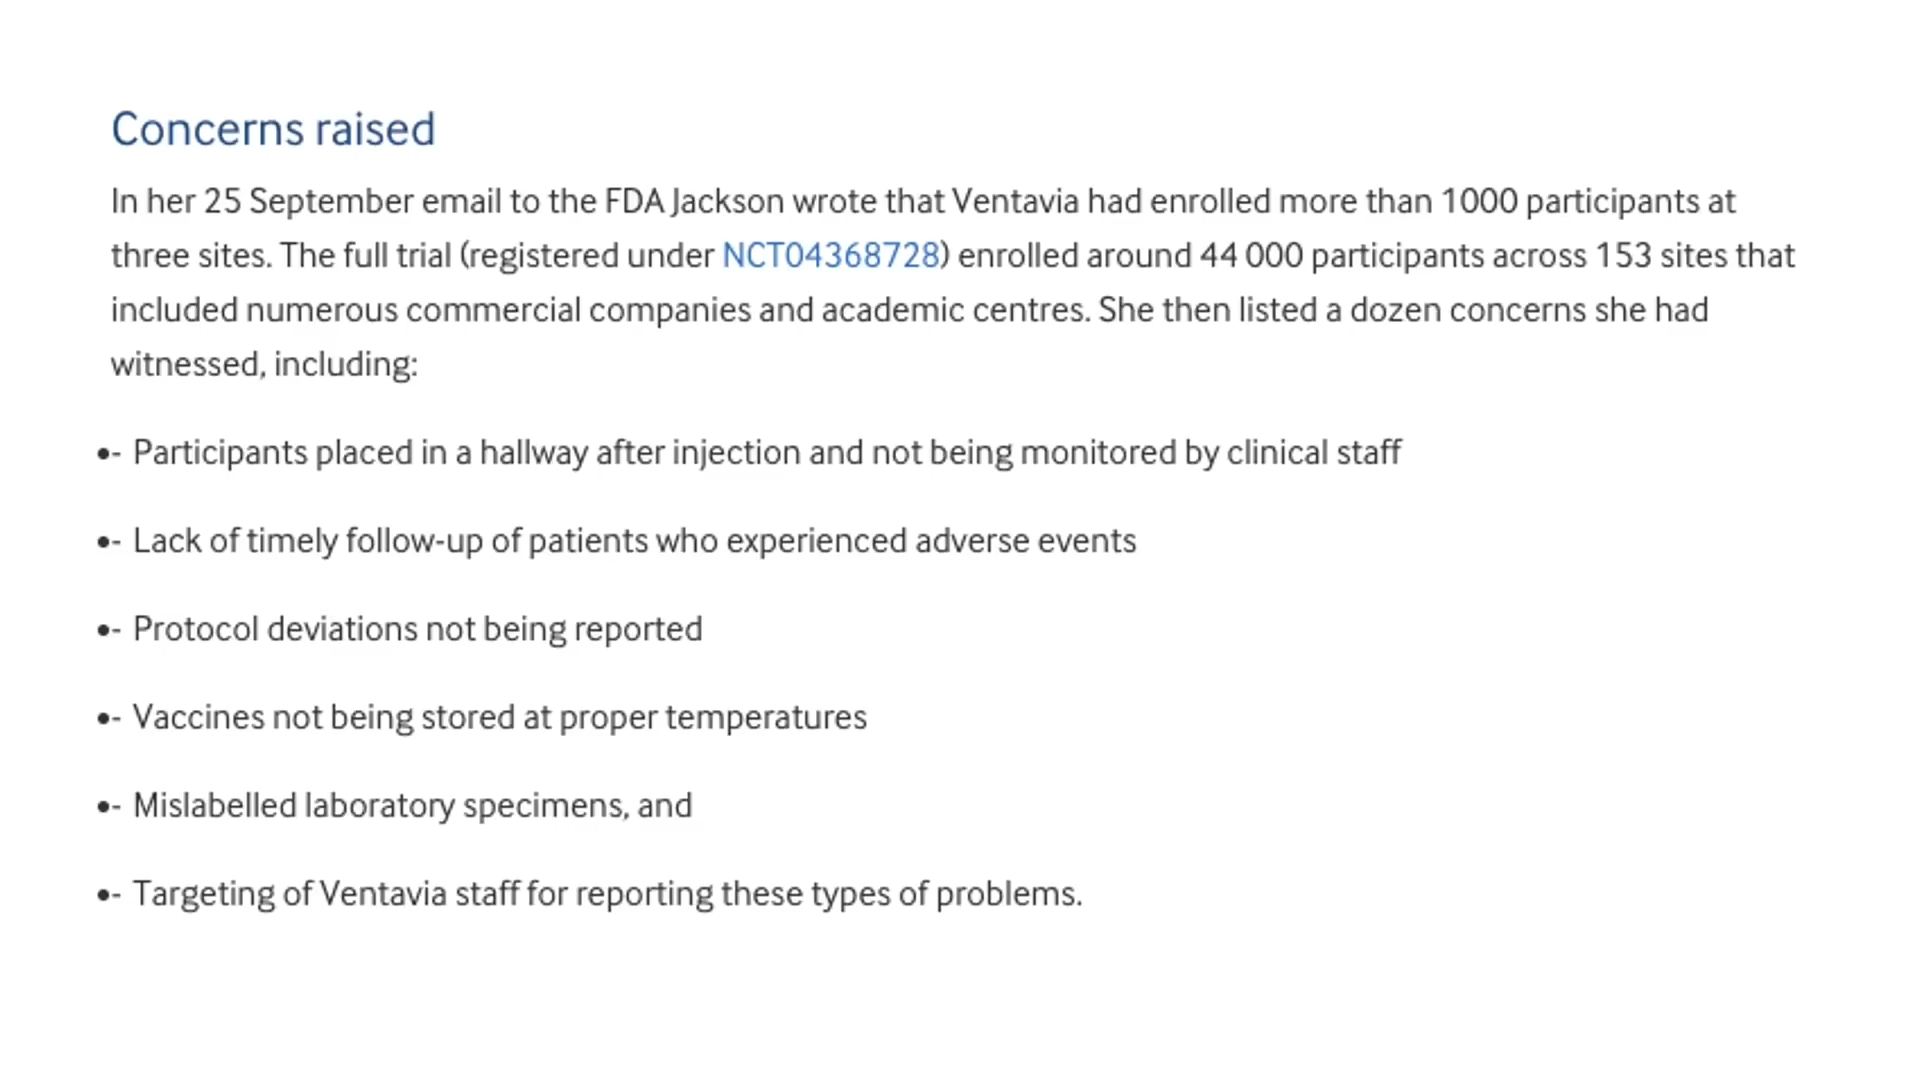 Concerns raised
In her 25 September email to the FDA Jackson wrote that Ventavia had enrolled more than 1000 participants at
three sites. The full trial (registered under NCT04368728) enrolled around 44 000 participants across 153 sites that
included numerous commercial companies and academic centres. She then listed a dozen concerns she had
witnessed, including:
•- Participants placed in a hallway after injection and not being monitored by clinical staff
•- Lack of timely follow-up of patients who experienced adverse events
•- Protocol deviations not being reported
•- Vaccines not being stored at proper temperatures
•- Mislabelled laboratory specimens, and
•- Targeting of Ventavia staff for reporting these types of problems.